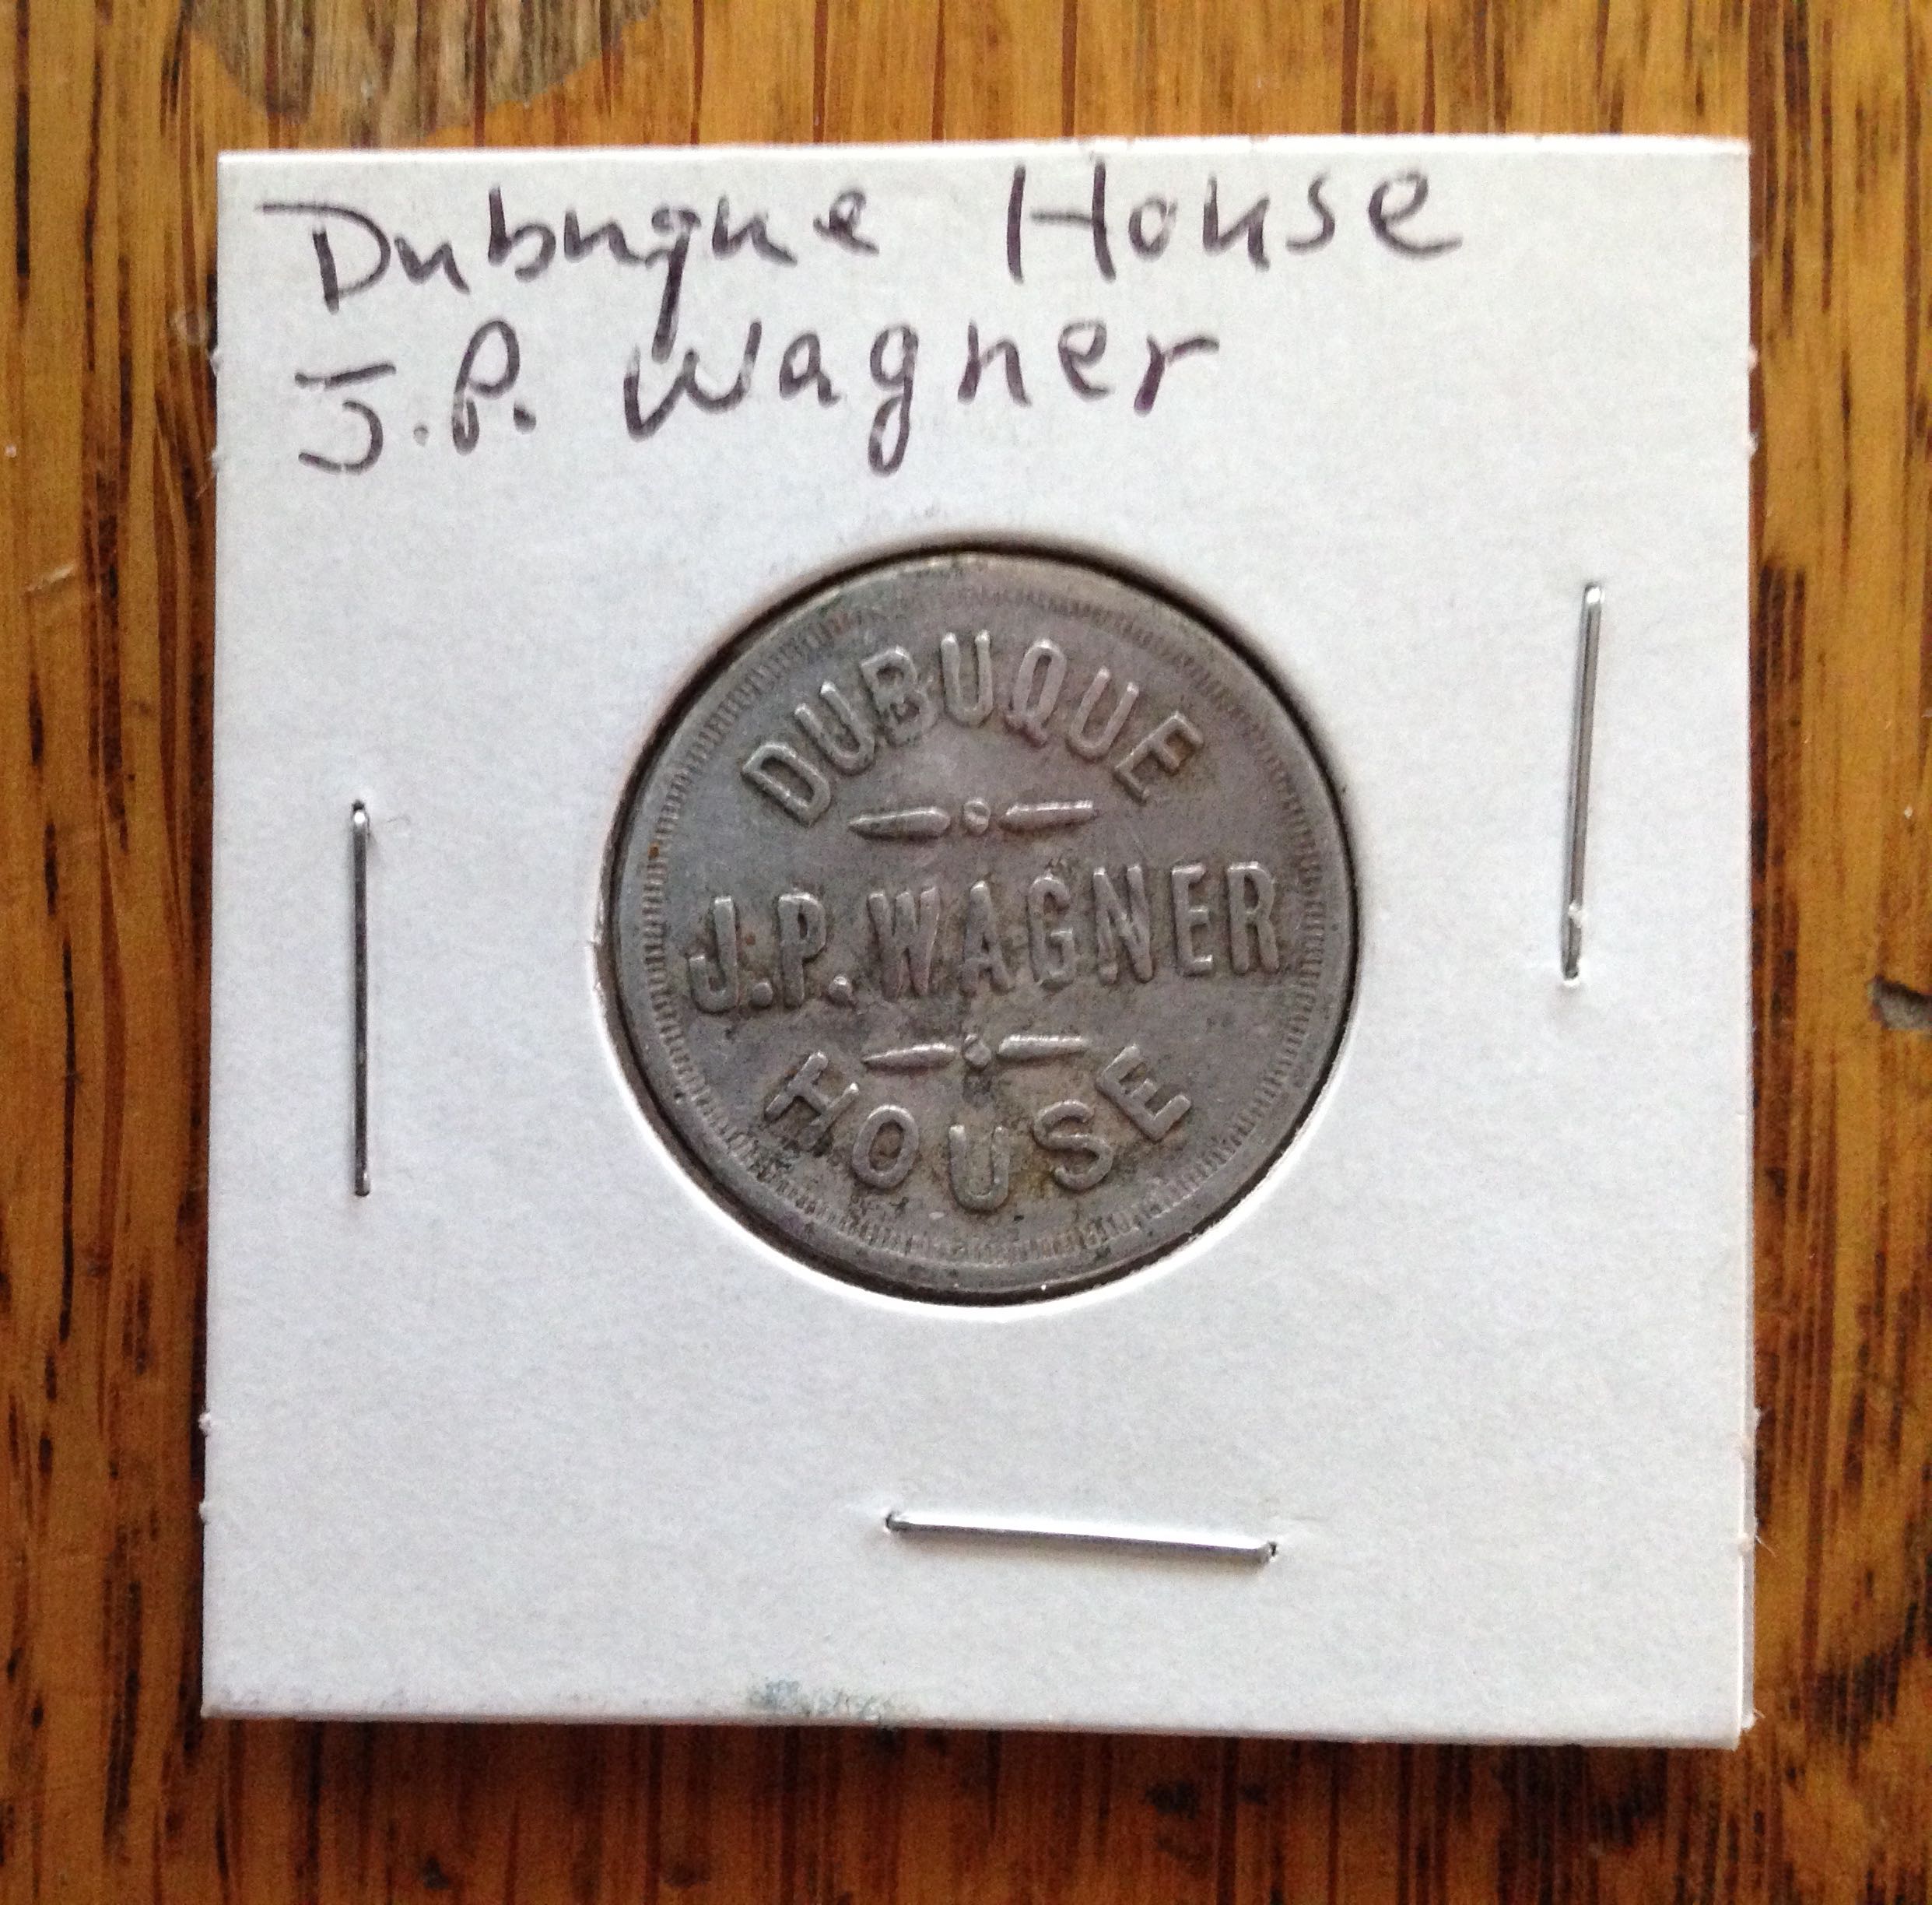 Dubuque House
J.P. Wagner
DUBUQUE
J.P. WAGNER
HOUSE